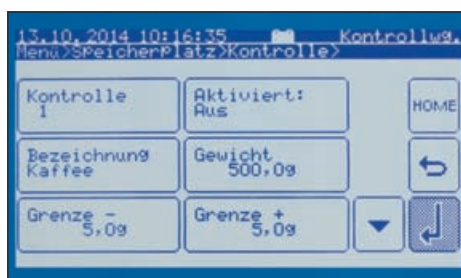 13.10.2014 10:16:35 Kontrollwg.
Menü>Speicherplatz>Kontrolle>
Kontrolle
1
Aktiviert:
Aus
HOME
Bezeichnung
Kaffee
Gewicht
500,0g
Grenze -
5,0g
Grenze +
5,0g